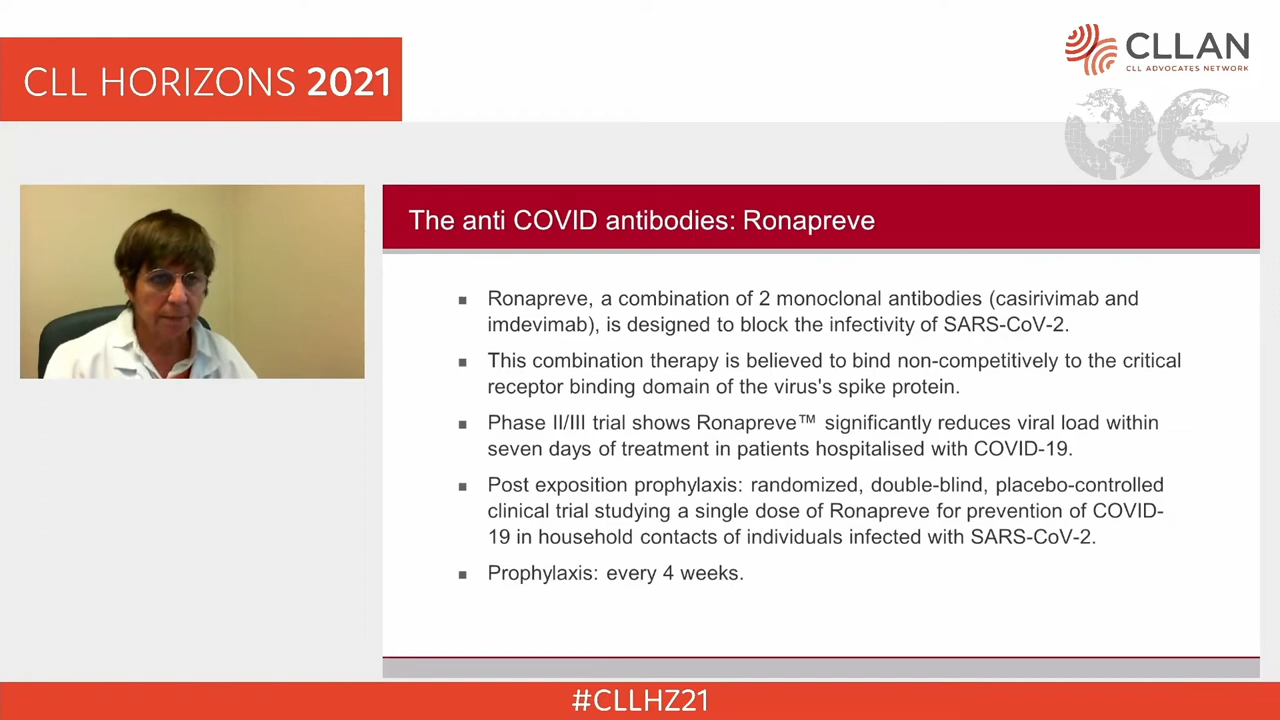 CLL HORIZONS 2021
CLLAN
CLL ADVOCATES NETWORK
The anti COVID antibodies: Ronapreve
▪ Ronapreve, a combination of 2 monoclonal antibodies (casirivimab and
imdevimab), is designed to block the infectivity of SARS-CoV-2.
▪ This combination therapy is believed to bind non-competitively to the critical
receptor binding domain of the virus's spike protein.
▪ Phase II/III trial shows Ronapreve™ significantly reduces viral load within
seven days of treatment in patients hospitalised with COVID-19.
▪ Post exposition prophylaxis: randomized, double-blind, placebo-controlled
clinical trial studying a single dose of Ronapreve for prevention of COVID-
19 in household contacts of individuals infected with SARS-CoV-2.
▪ Prophylaxis: every 4 weeks.
#CLLHZ21